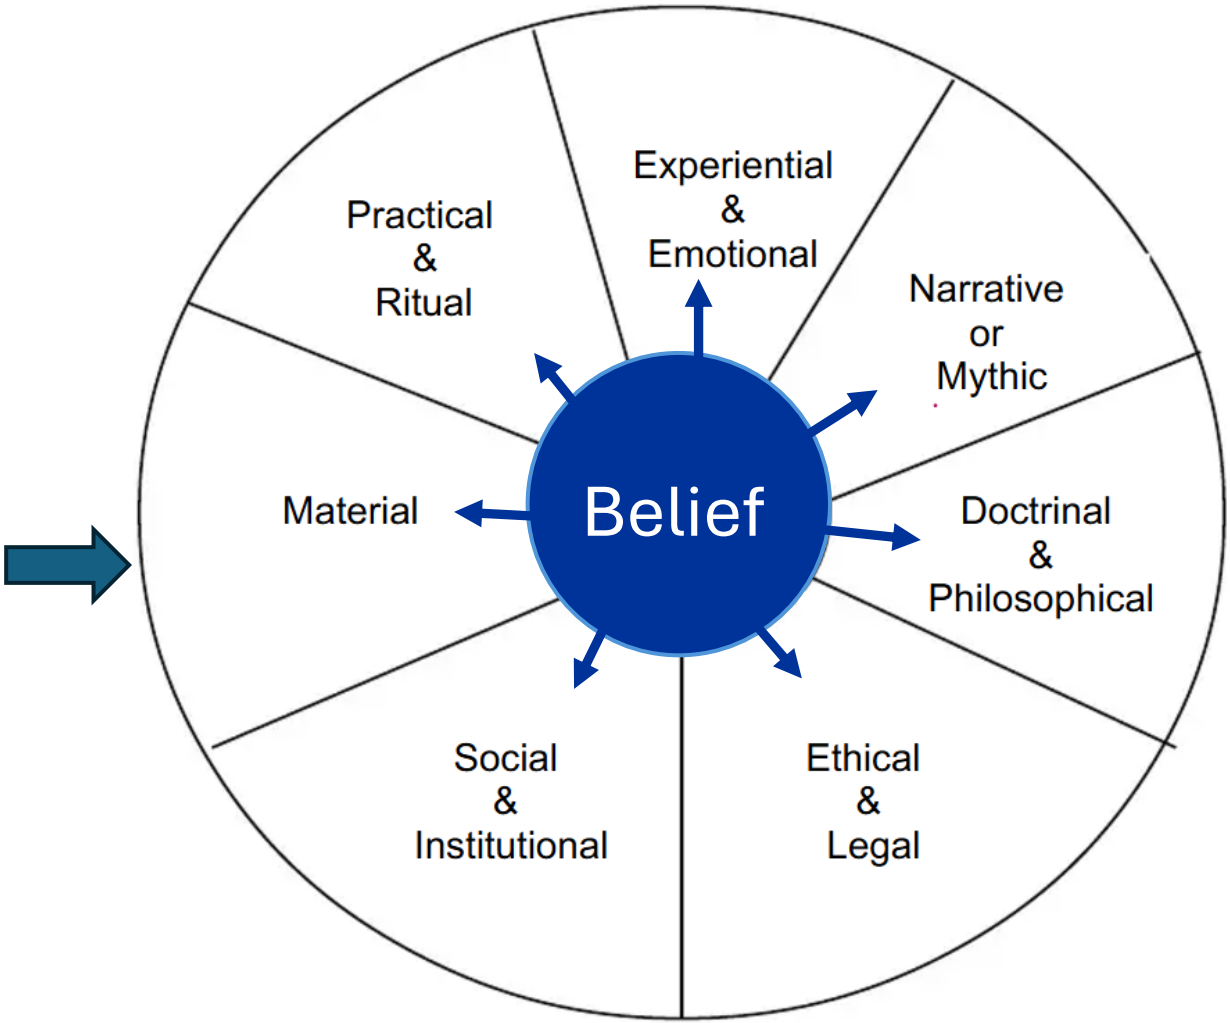 Experiential
&
Emotional
Practical
&
Ritual
Narrative
or
Mythic
Material
Belief
Doctrinal
&
Philosophical
Social
&
Institutional
Ethical
&
Legal